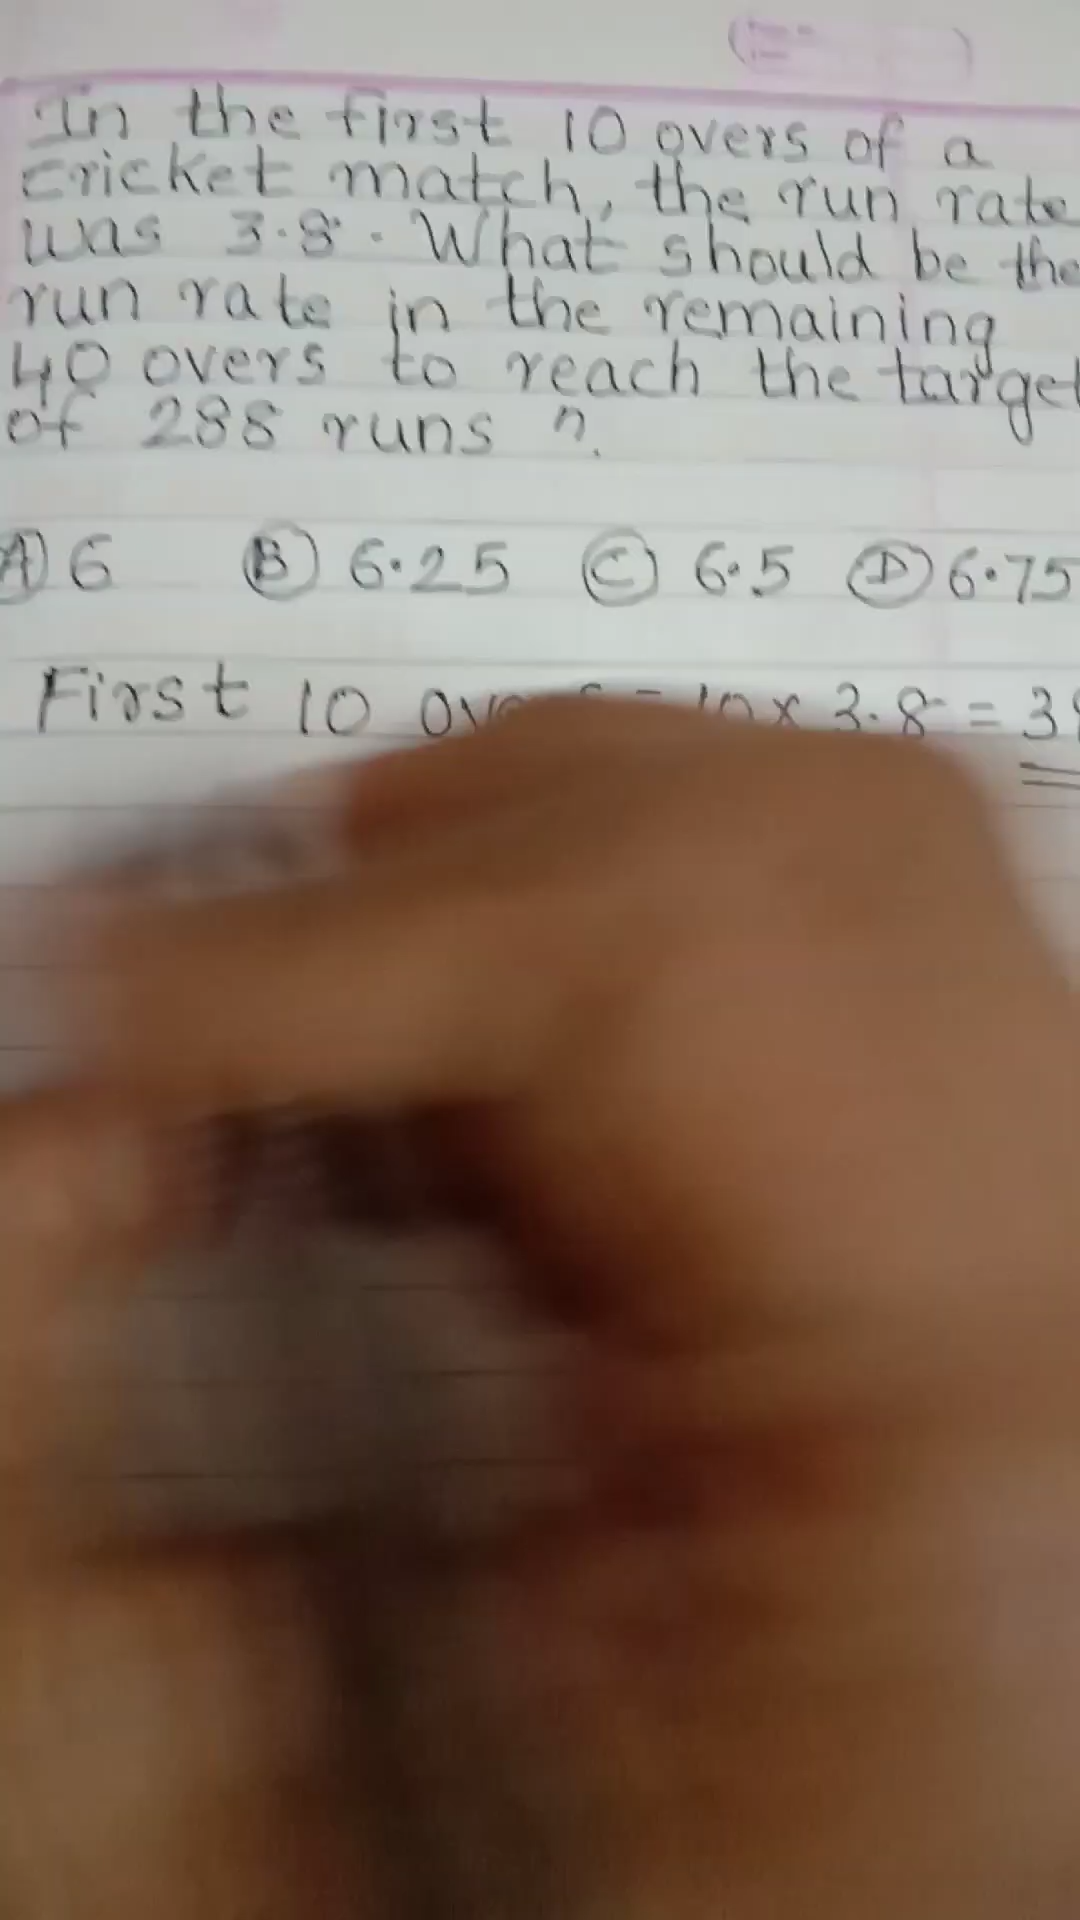 In the first 10 overs of a
cricket match, the run rate
was 3.8. What should be the
run rate in the remaining
40 overs to reach the target
of 288 runs ?.
A 6 B 6.25 C 6.5 D 6.75
First 10 × 3.8 =